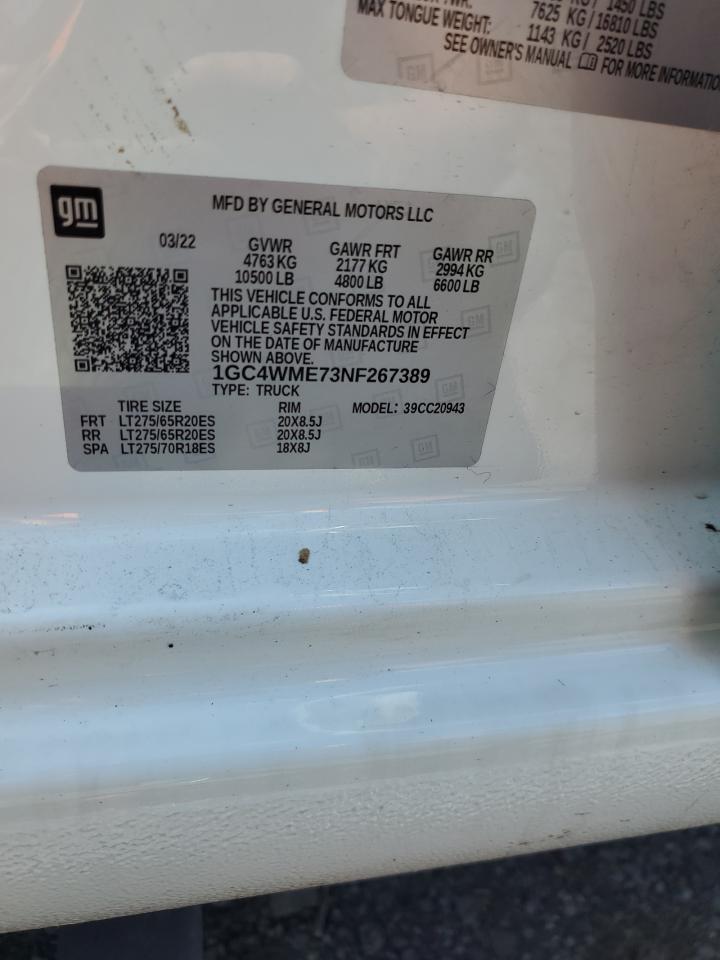 1450 LBS
7625 KG/16810 LBS
MAX TONGUE WEIGHT: 1143 KG/ 2520 LBS
SEE OWNER'S MANUAL FOR MORE INFORMATION
gm
MFD BY GENERAL MOTORS LLC
03/22 GVWR GAWR FRT GAWR RR
4763 KG 2177 KG 2994 KG
10500 LB 4800 LB 6600 LB
THIS VEHICLE CONFORMS TO ALL
APPLICABLE U.S. FEDERAL MOTOR
VEHICLE SAFETY STANDARDS IN EFFECT
ON THE DATE OF MANUFACTURE
SHOWN ABOVE.
1GC4WME73NF267389
TYPE: TRUCK
TIRE SIZE RIM MODEL: 39CC20943
FRT LT275/65R20ES 20X8.5J
RR LT275/65R20ES 20X8.5J
SPA LT275/70R18ES 18X8J